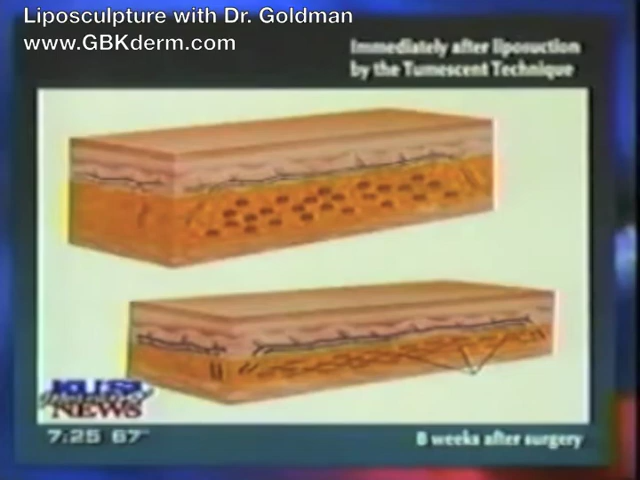 Liposculpture with Dr. Goldman
www.GBKderm.com
Immediately after liposuction
by the Tumescent Technique
KUSI
NEWS
7:25 67°
8 weeks after surgery